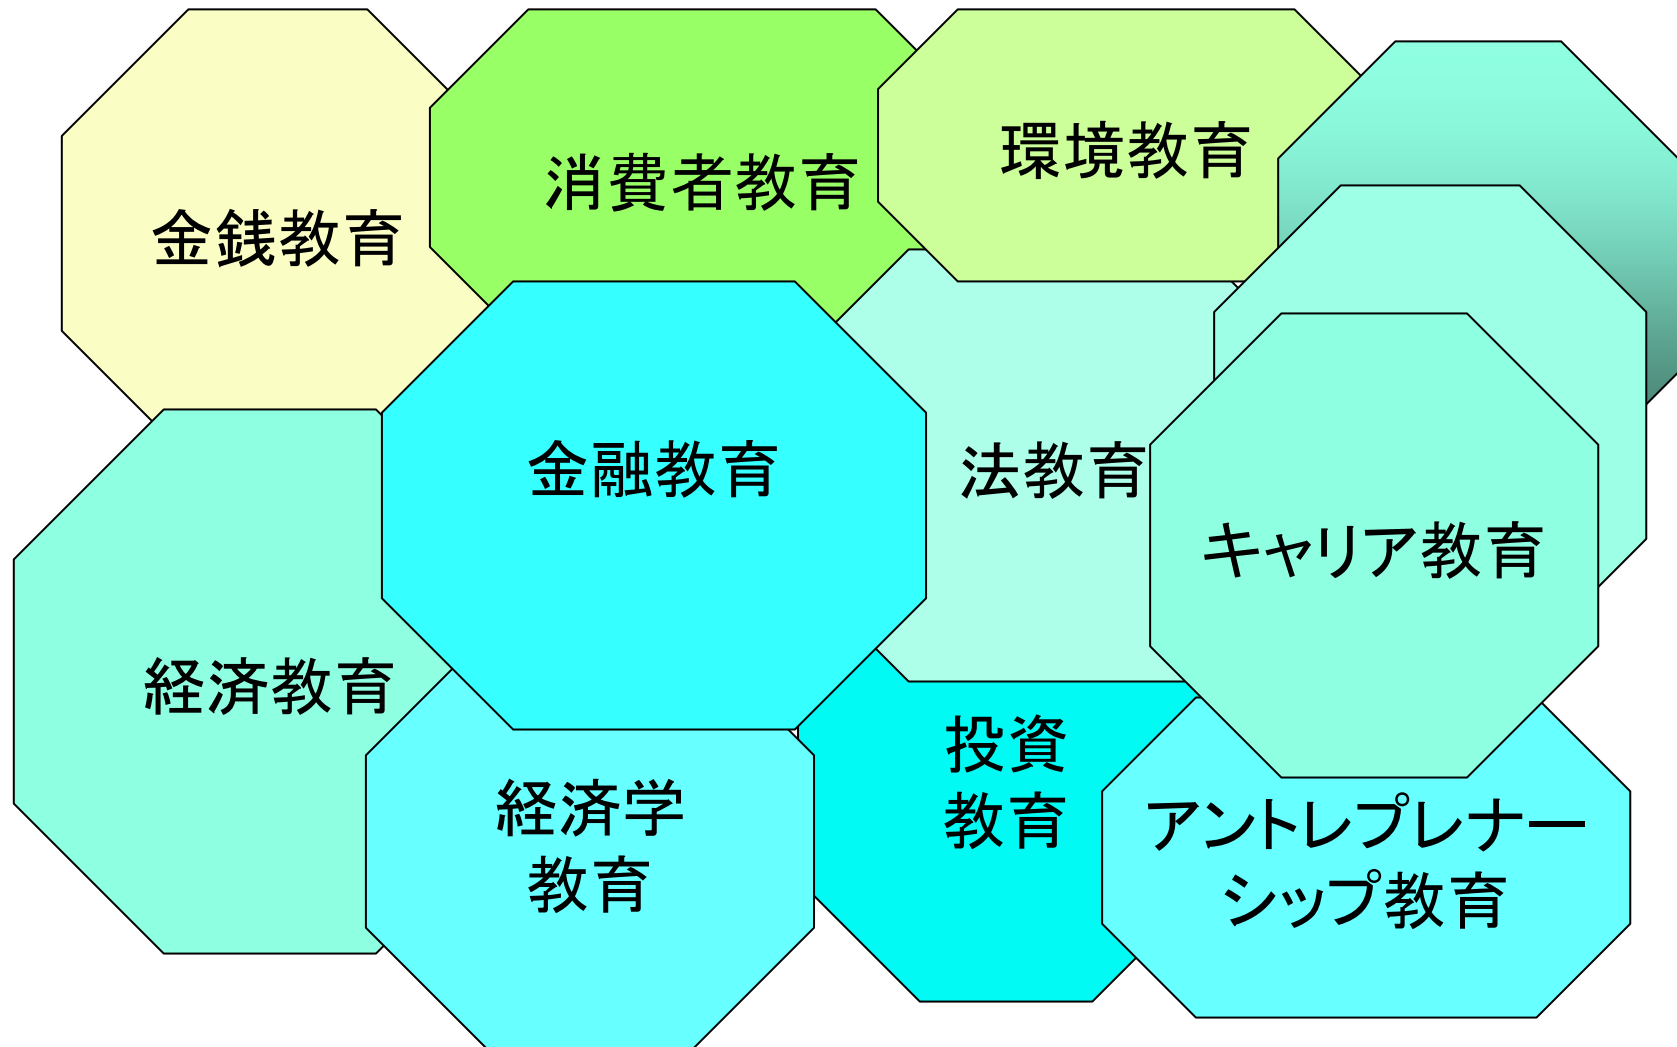 金銭教育
消費者教育
環境教育
金融教育
法教育
キャリア教育
経済教育
経済学
教育
投資
教育
アントレプレナー
シップ教育